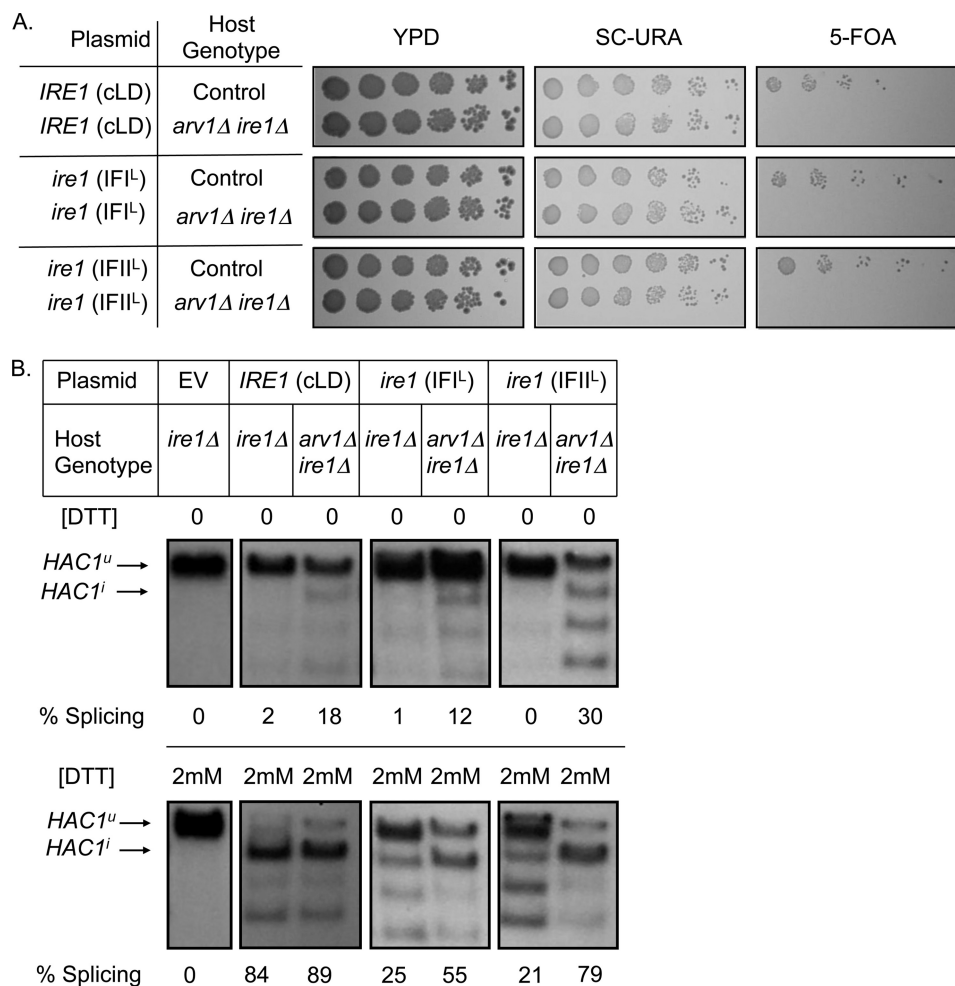 A.
Plasmid Host Genotype YPD SC-URA 5-FOA
IRE1 (cLD) Control
IRE1 (cLD) arv1Δ ire1Δ
ire1 (IFIᴸ) Control
ire1 (IFIᴸ) arv1Δ ire1Δ
ire1 (IFIIᴸ) Control
ire1 (IFIIᴸ) arv1Δ ire1Δ
B.
Plasmid EV IRE1 (cLD) ire1 (IFIᴸ) ire1 (IFIIᴸ)
Host Genotype ire1Δ ire1Δ arv1Δ ire1Δ ire1Δ arv1Δ ire1Δ ire1Δ arv1Δ ire1Δ
[DTT] 0 0 0 0 0 0 0
HAC1ᵘ →
HAC1ⁱ →
% Splicing 0 2 18 1 12 0 30
[DTT] 2mM 2mM 2mM 2mM 2mM 2mM 2mM
HAC1ᵘ →
HAC1ⁱ →
% Splicing 0 84 89 25 55 21 79